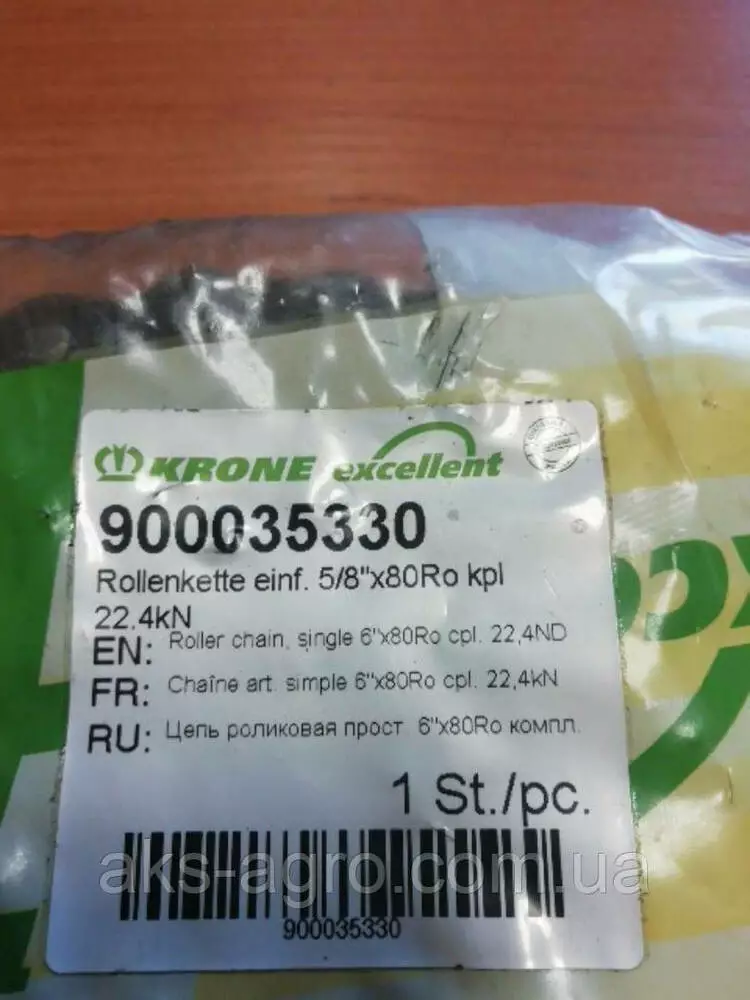 KRONE excellent
900035330
Rollenkette einf. 5/8"x80Ro kpl
22.4kN
EN: Roller chain, single 6"x80Ro cpl. 22,4ND
FR: Chaîne art. simple 6"x80Ro cpl. 22,4kN
RU: Цепь роликовая прост. 6"x80Ro компл.
1 St./pc.
aks-agro.com.ua
900035330